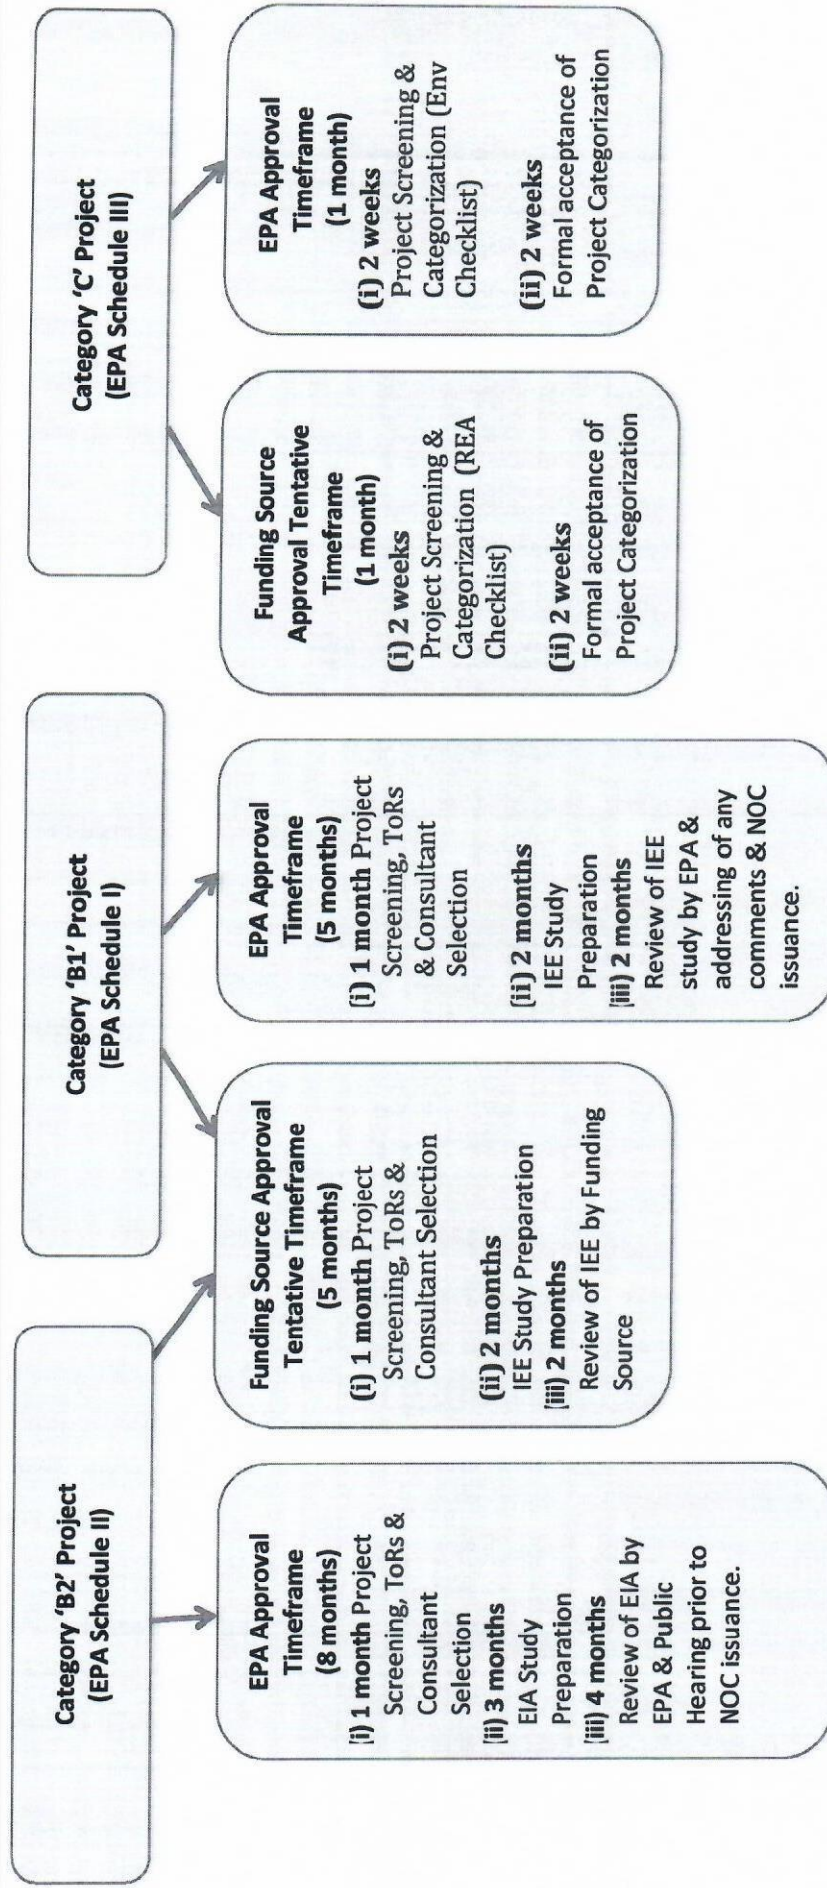 Category 'B2' Project
(EPA Schedule II)
EPA Approval
Timeframe
(8 months)
(i) 1 month Project
Screening, ToRs &
Consultant
Selection
(ii) 3 months
EIA Study
Preparation
(iii) 4 months
Review of EIA by
EPA & Public
Hearing prior to
NOC issuance.
Funding Source Approval
Tentative Timeframe
(5 months)
(i) 1 month Project
Screening, ToRs &
Consultant Selection
(ii) 2 months
IEE Study Preparation
(iii) 2 months
Review of IEE by Funding
Source
Category 'B1' Project
(EPA Schedule I)
EPA Approval
Timeframe
(5 months)
(i) 1 month Project
Screening, ToRs
& Consultant
Selection
(ii) 2 months
IEE Study
Preparation
(iii) 2 months
Review of IEE
study by EPA &
addressing of any
comments & NOC
issuance.
Category 'C' Project
(EPA Schedule III)
Funding Source
Approval Tentative
Timeframe
(1 month)
(i) 2 weeks
Project Screening &
Categorization (REA
Checklist)
(ii) 2 weeks
Formal acceptance of
Project Categorization
EPA Approval
Timeframe
(1 month)
(i) 2 weeks
Project Screening &
Categorization (Env
Checklist)
(ii) 2 weeks
Formal acceptance of
Project Categorization